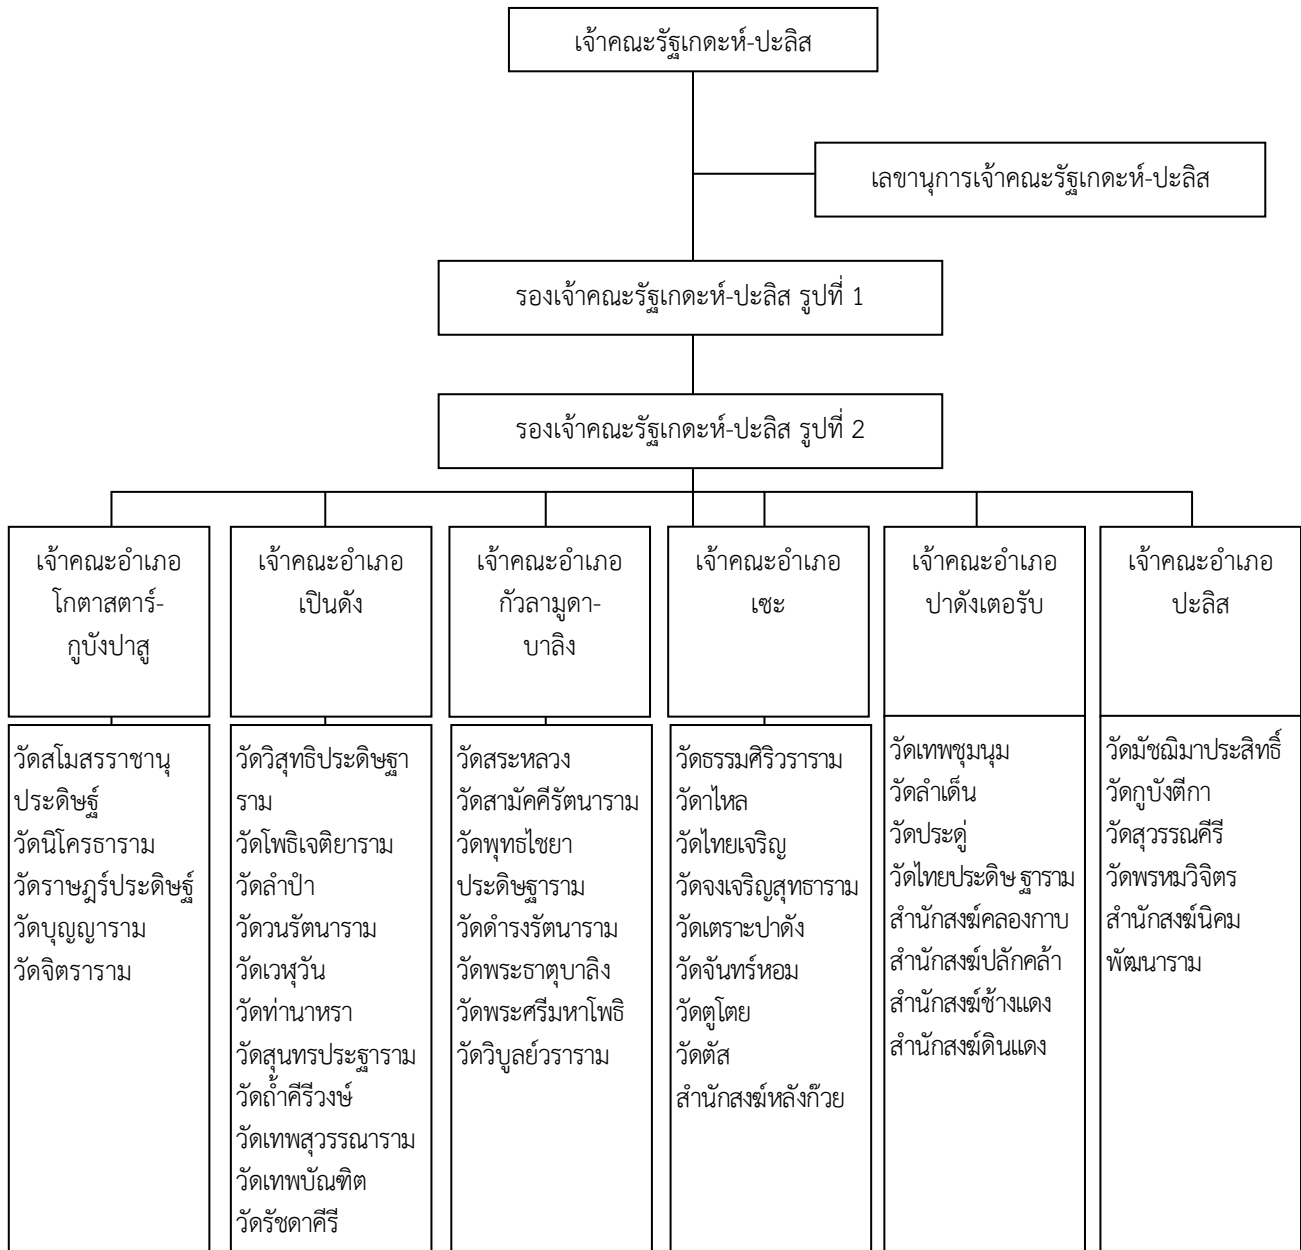 เจ้าคณะรัฐเกดะห์-ปะลิส
เลขานุการเจ้าคณะรัฐเกดะห์-ปะลิส
รองเจ้าคณะรัฐเกดะห์-ปะลิส รูปที่ 1
รองเจ้าคณะรัฐเกดะห์-ปะลิส รูปที่ 2
เจ้าคณะอำเภอ
โกตาสตาร์-
กูบังปาสู
เจ้าคณะอำเภอ
เปินดัง
เจ้าคณะอำเภอ
กัวลามูดา-
บาลิง
เจ้าคณะอำเภอ
เซะ
เจ้าคณะอำเภอ
ปาดังเตอรับ
เจ้าคณะอำเภอ
ปะลิส
วัดสโมสรราชานุ
ประดิษฐ์
วัดนิโครธาราม
วัดราษฎร์ประดิษฐ์
วัดบุญญาราม
วัดจิตราราม
วัดวิสุทธิประดิษฐา
ราม
วัดโพธิเจติยาราม
วัดลำปำ
วัดวนรัตนาราม
วัดเวฬุวัน
วัดท่านาหรา
วัดสุนทรประฐาราม
วัดถ้ำคีรีวงษ์
วัดเทพสุวรรณาราม
วัดเทพบัณฑิต
วัดรัชดาคีรี
วัดสระหลวง
วัดสามัคคีรัตนาราม
วัดพุทธไชยา
ประดิษฐาราม
วัดดำรงรัตนาราม
วัดพระธาตุบาลิง
วัดพระศรีมหาโพธิ
วัดวิบูลย์วราราม
วัดธรรมศิริวราราม
วัดาไหล
วัดไทยเจริญ
วัดจงเจริญสุทธาราม
วัดเตราะปาดัง
วัดจันทร์หอม
วัดตูโตย
วัดตัส
สำนักสงฆ์หลังก๊วย
วัดเทพชุมนุม
วัดลำเด็น
วัดประดู่
วัดไทยประดิษ ฐาราม
สำนักสงฆ์คลองกาบ
สำนักสงฆ์ปลักคล้า
สำนักสงฆ์ช้างแดง
สำนักสงฆ์ดินแดง
วัดมัชฌิมาประสิทธิ์
วัดกูบังตีกา
วัดสุวรรณคีรี
วัดพรหมวิจิตร
สำนักสงฆ์นิคม
พัฒนาราม